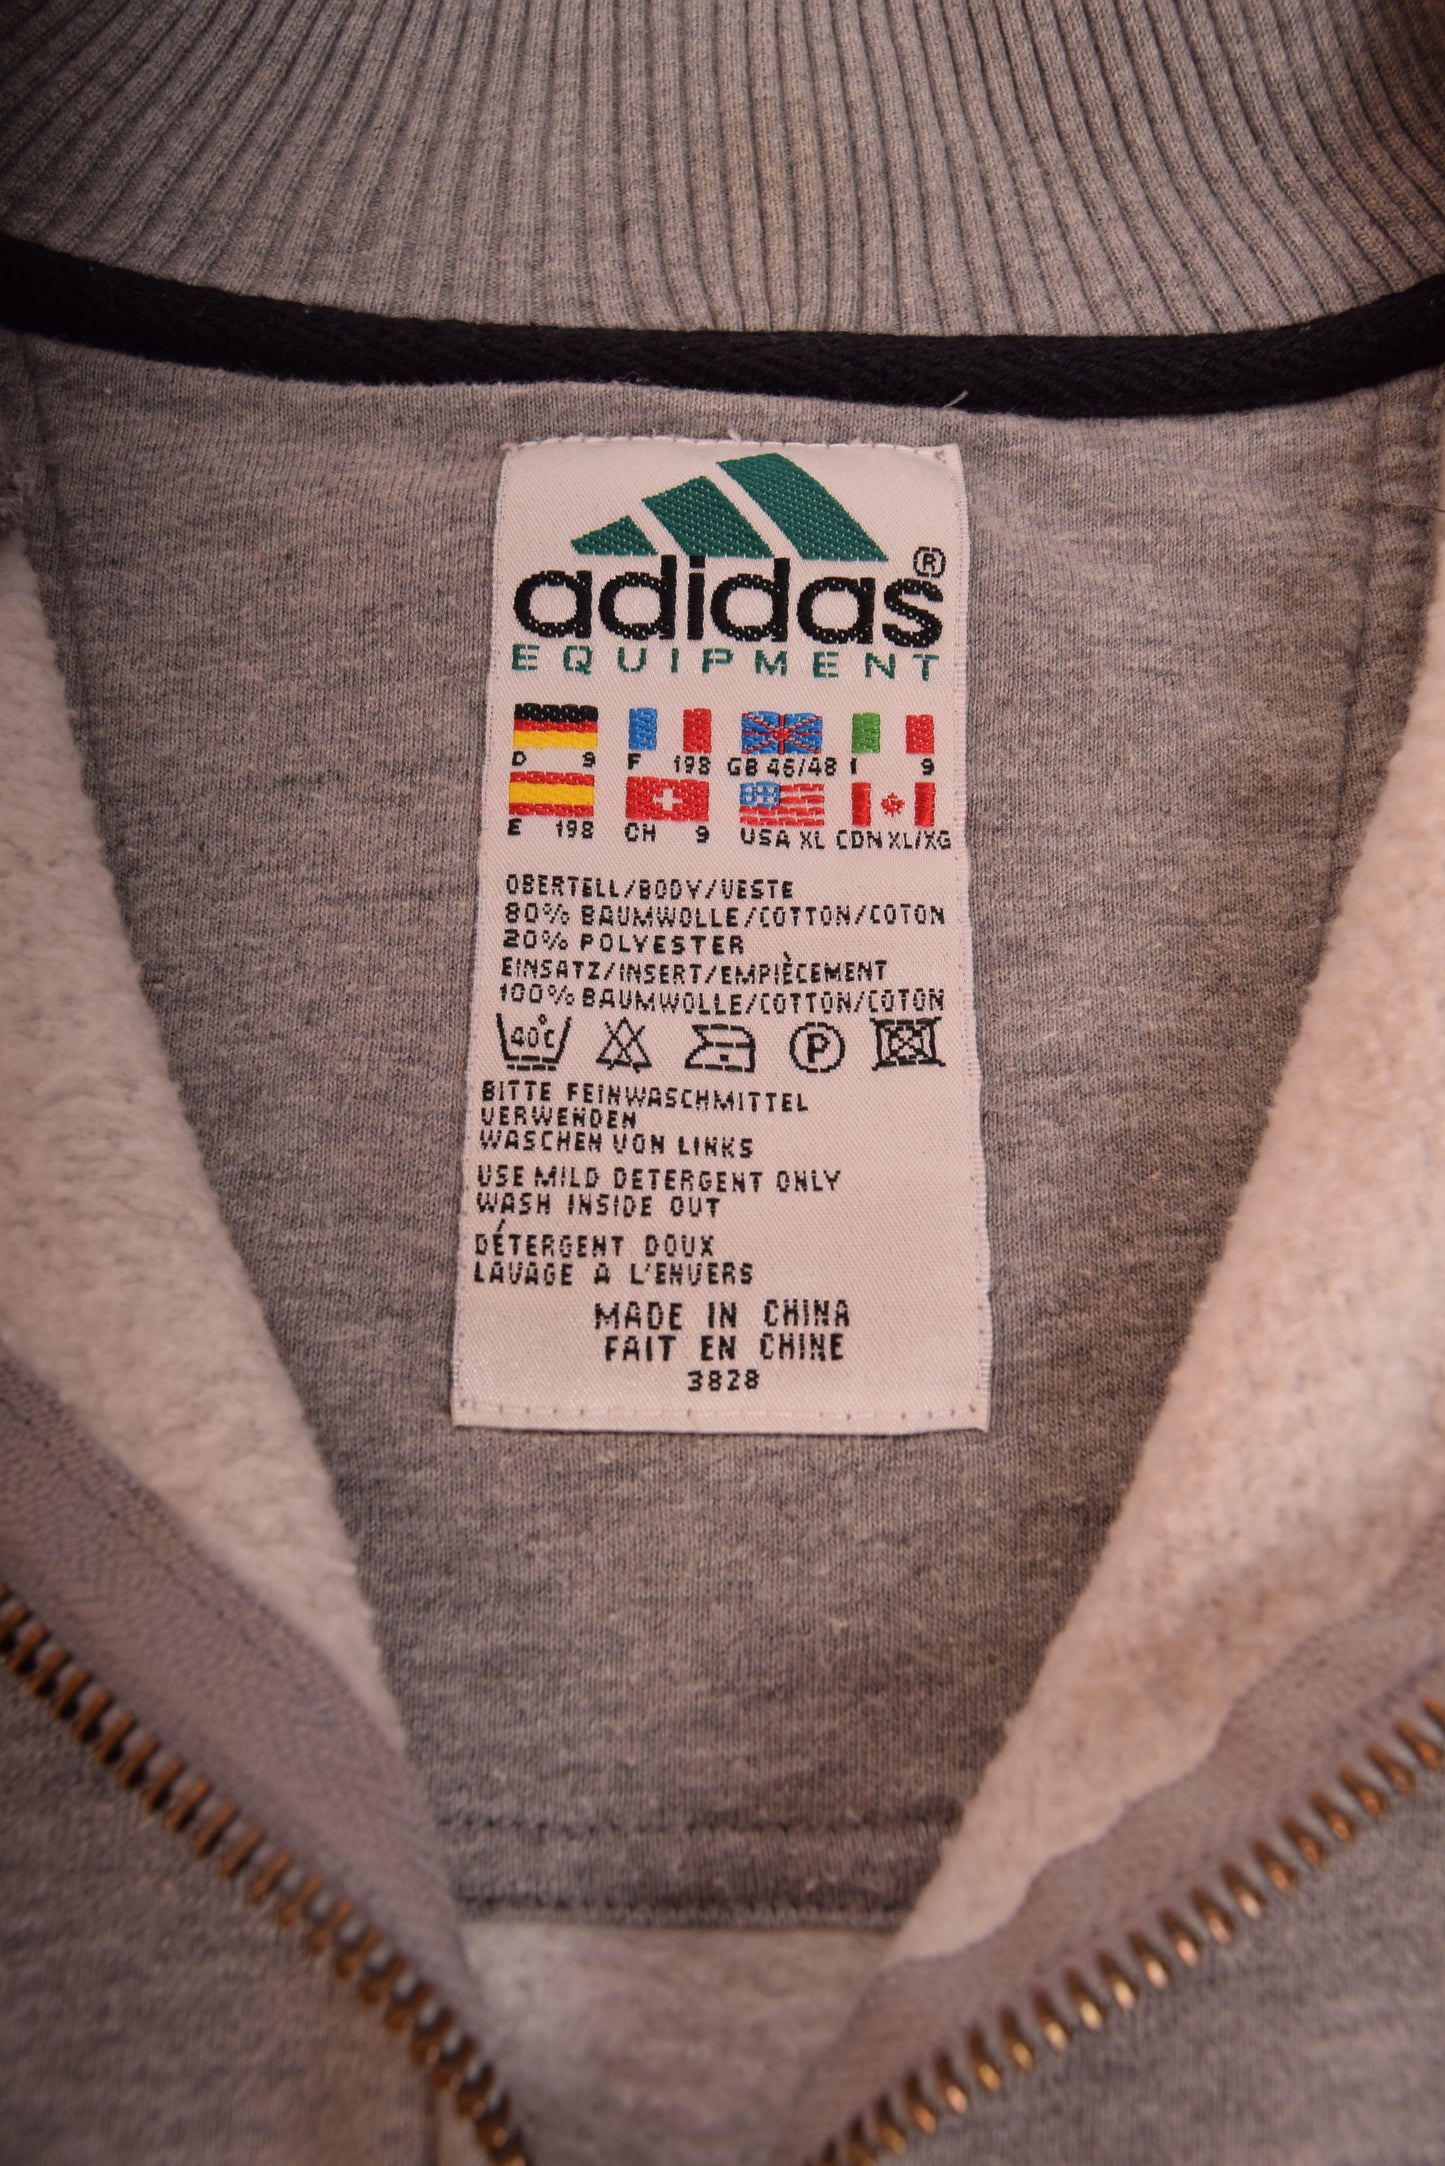 adidas®
EQUIPMENT
D 9 F 198 GB 46/48 I 9
E 198 CH 9 USA XL CDN XL/XG
OBERTEIL/BODY/VESTE
80% BAUMWOLLE/COTTON/COTON
20% POLYESTER
EINSATZ/INSERT/EMPIÈCEMENT
100% BAUMWOLLE/COTTON/COTON
40°C P
BITTE FEINWASCHMITTEL
VERWENDEN
WASCHEN VON LINKS
USE MILD DETERGENT ONLY
WASH INSIDE OUT
DÉTERGENT DOUX
LAVAGE A L'ENVERS
MADE IN CHINA
FAIT EN CHINE
3828